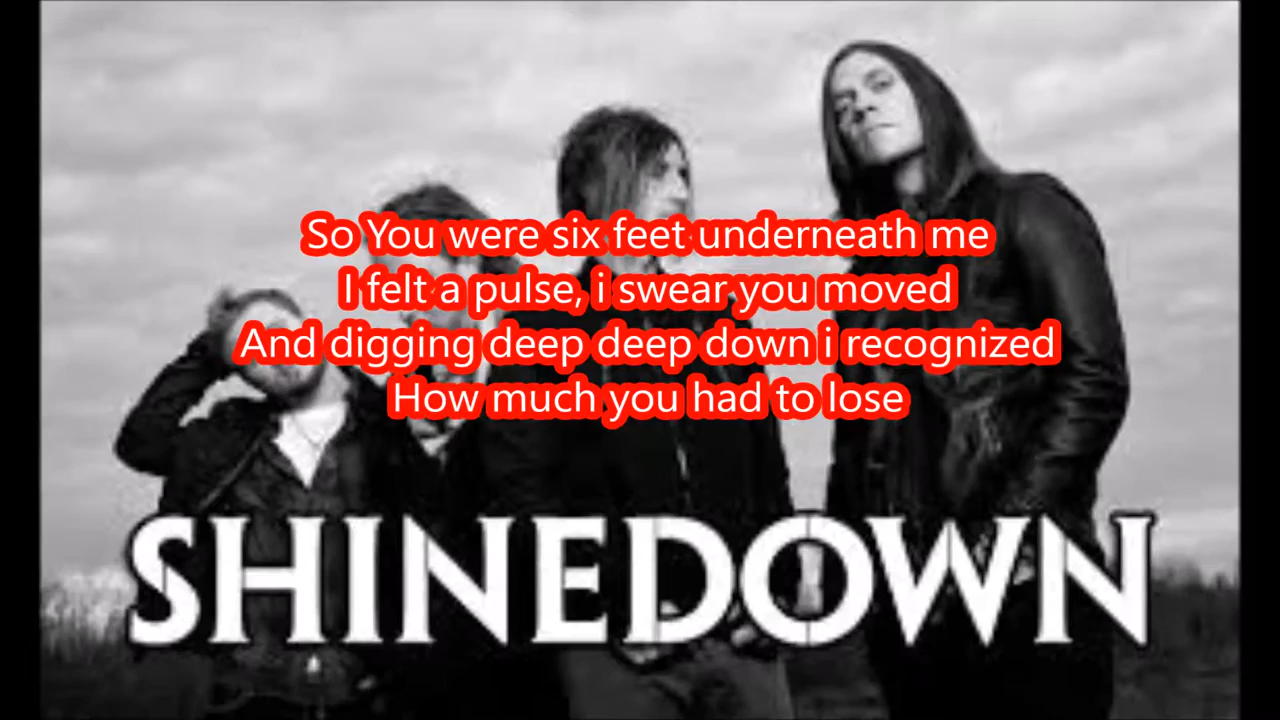 So You were six feet underneath me
I felt a pulse, i swear you moved
And digging deep deep down i recognized
How much you had to lose
SHINEDOWN